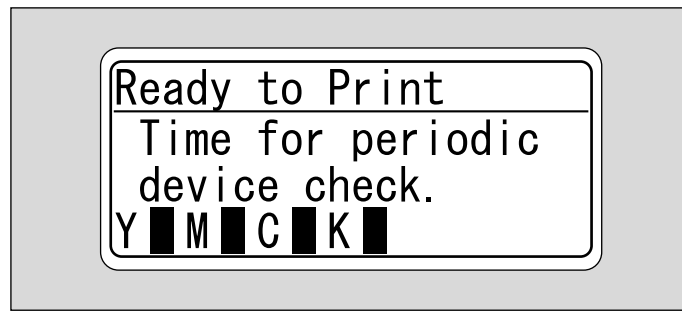 Ready to Print
Time for periodic
device check.
Y M C K